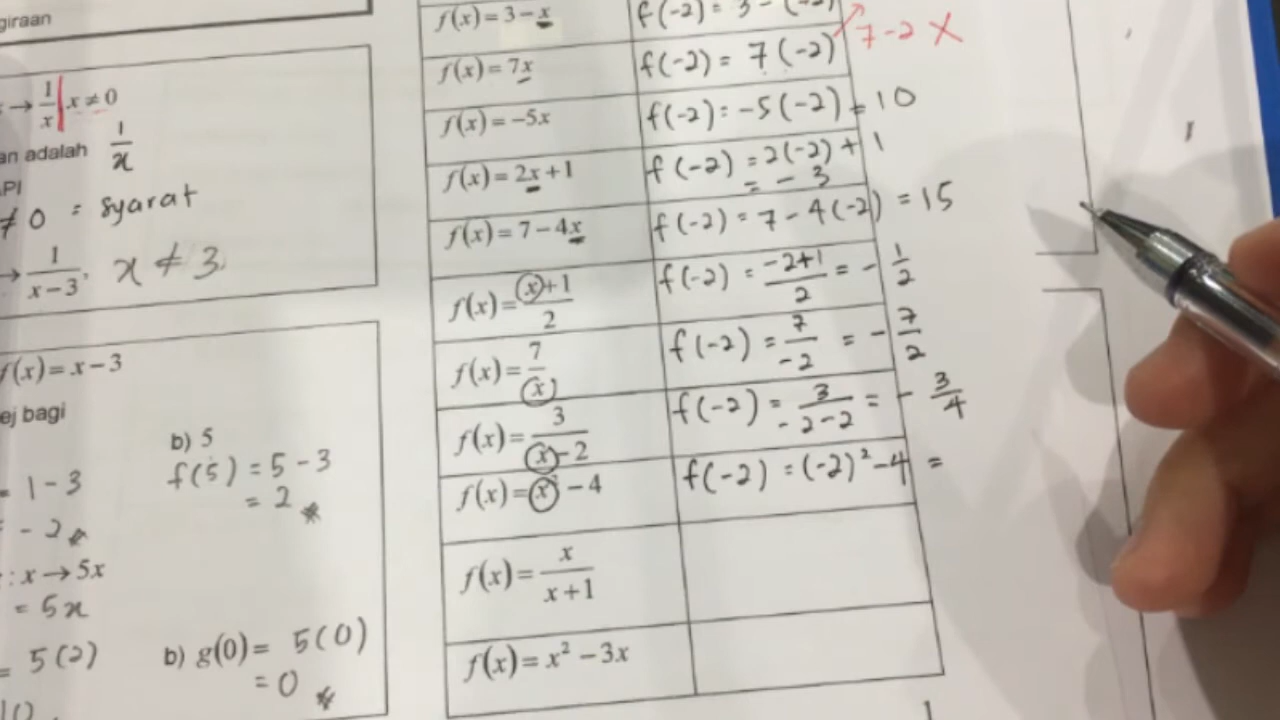 giraan
→ 1/x | x ≠ 0
an adalah 1/x
API
≠ 0 = syarat
→ 1/(x-3), x ≠ 3
f(x) = x - 3
ej bagi
b) 5
= 1 - 3
f(5) = 5 - 3
- 2
= 2
: x → 5x
= 5x
= 5(2)
b) g(0) = 5(0)
= 0
f(x) = 3 - x
f(-2) = 3 - (-2)
f(x) = 7x
f(-2) = 7(-2)
7-2 X
f(x) = -5x
f(-2) = -5(-2) = 10
f(x) = 2x + 1
f(-2) = 2(-2) + 1
= - 3
f(x) = 7 - 4x
f(-2) = 7 - 4(-2) = 15
f(x) = (x+1)/2
f(-2) = (-2+1)/2 = - 1/2
f(x) = 7/x
f(-2) = 7/-2 = - 7/2
f(x) = 3/(x-2)
f(-2) = 3/(-2-2) = - 3/4
f(x) = x² - 4
f(-2) = (-2)² - 4 =
f(x) = x/(x+1)
f(x) = x² - 3x